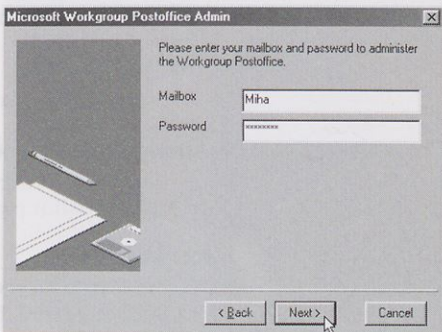 Microsoft Workgroup Postoffice Admin
Please enter your mailbox and password to administer
the Workgroup Postoffice.
Mailbox
Miha
Password
********
< Back
Next >
Cancel